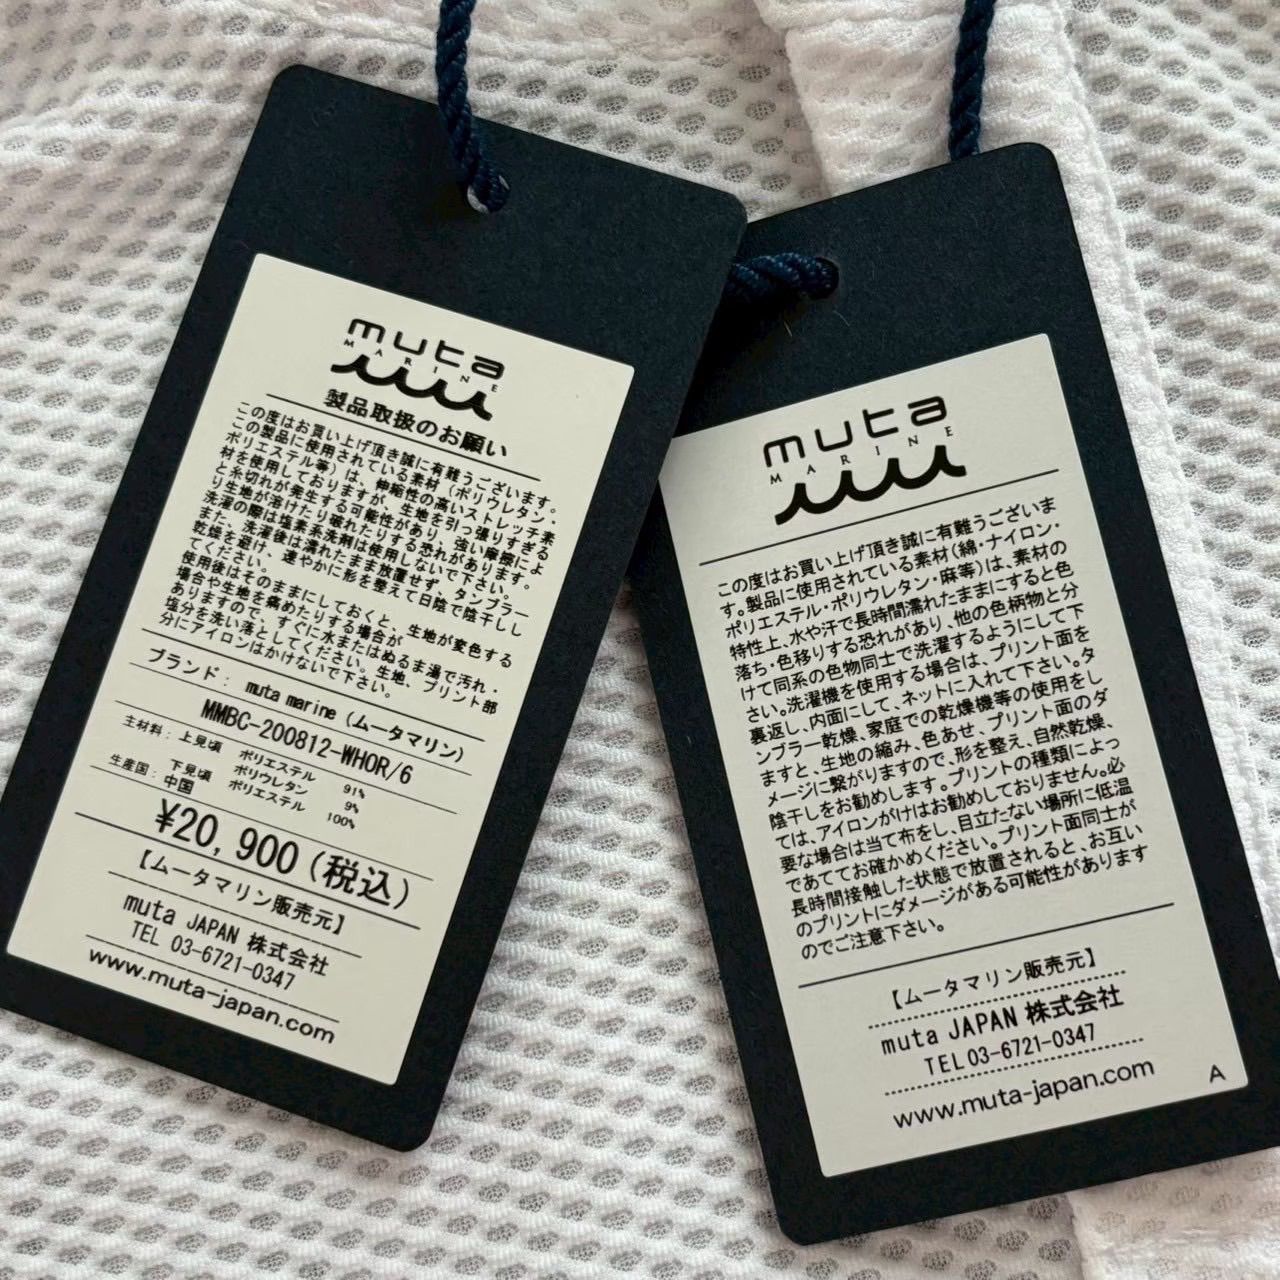 muta
MARINE
製品取扱のお願い
この度はお買い上げ頂き誠に有難うございます。
この製品に使用されている素材（ポリウレタン・
ポリエステル等）は、伸縮性の高いストレッチ素
材を使用しておりますが、生地を引っ張りすぎる
と糸切れが発生する可能性があり、強い摩擦によ
り生地が溶けたり破れたりする恐れがあります。
洗濯の際は塩素系洗剤は使用しないで下さい。
また、洗濯後は濡れたまま放置せず、タンブラー
乾燥を避け、速やかに形を整えて日陰で陰干しし
てください。
使用後はそのままにしておくと、生地が変色する
場合や生地を痛めたりする場合が
ありますので、すぐに水またはぬるま湯で汚れ・
塩分を洗い落としてください。生地、プリント部
分にアイロンはかけないで下さい。
ブランド： muta marine（ムータマリン）
MMBC-200812-WHOR/6
主材料： 上見頃 ポリエステル 91%
ポリウレタン 9%
下見頃 ポリエステル 100%
生産国： 中国
¥20,900（税込）
【ムータマリン販売元】
muta JAPAN 株式会社
TEL 03-6721-0347
www.muta-japan.com
muta
MARINE
この度はお買い上げ頂き誠に有難うございま
す。製品に使用されている素材（綿・ナイロン・
ポリエステル・ポリウレタン・麻等）は、素材の
特性上、水や汗で長時間濡れたままにすると色
落ち・色移りする恐れがあり、他の色柄物と分
けて同系の色物同士で洗濯するようにして下
さい。洗濯機を使用する場合は、プリント面を
裏返し、内面にして、ネットに入れて下さい。タ
ンブラー乾燥、家庭での乾燥機等の使用をし
ますと、生地の縮み、色あせ、プリント面のダ
メージに繋がりますので、形を整え、自然乾燥、
陰干しをお勧めします。プリントの種類によっ
ては、アイロンがけはお勧めしておりません。必
要な場合は当て布をし、目立たない場所に低温
であててお確かめください。プリント面同士が
長時間接触した状態で放置されると、お互い
のプリントにダメージがある可能性があります
のでご注意下さい。
【ムータマリン販売元】
muta JAPAN 株式会社
TEL 03-6721-0347
www.muta-japan.com
A